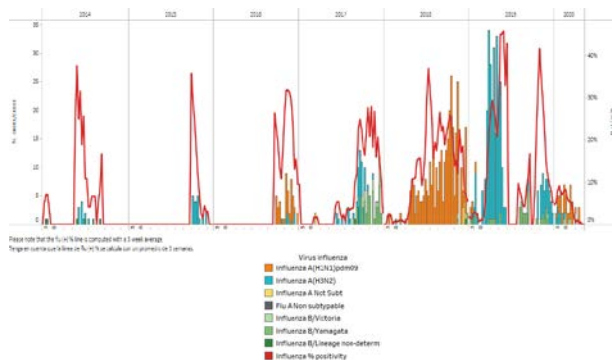 2014 2015 2016 2017 2018 2019 2020
35
30 40%
25
30%
20
15 20%
10
10%
5
0 0%
Please note that the flu (+) % line is computed with a 3 week average.
Tenga en cuenta que la línea de flu (+) % se calcula con un promedio de 3 semanas.
Virus influenza
Influenza A(H1N1)pdm09
Influenza A(H3N2)
Influenza A Not Subt
Flu A Non subtypable
Influenza B/Victoria
Influenza B/Yamagata
Influenza B/Lineage non-determ
Influenza % positivity